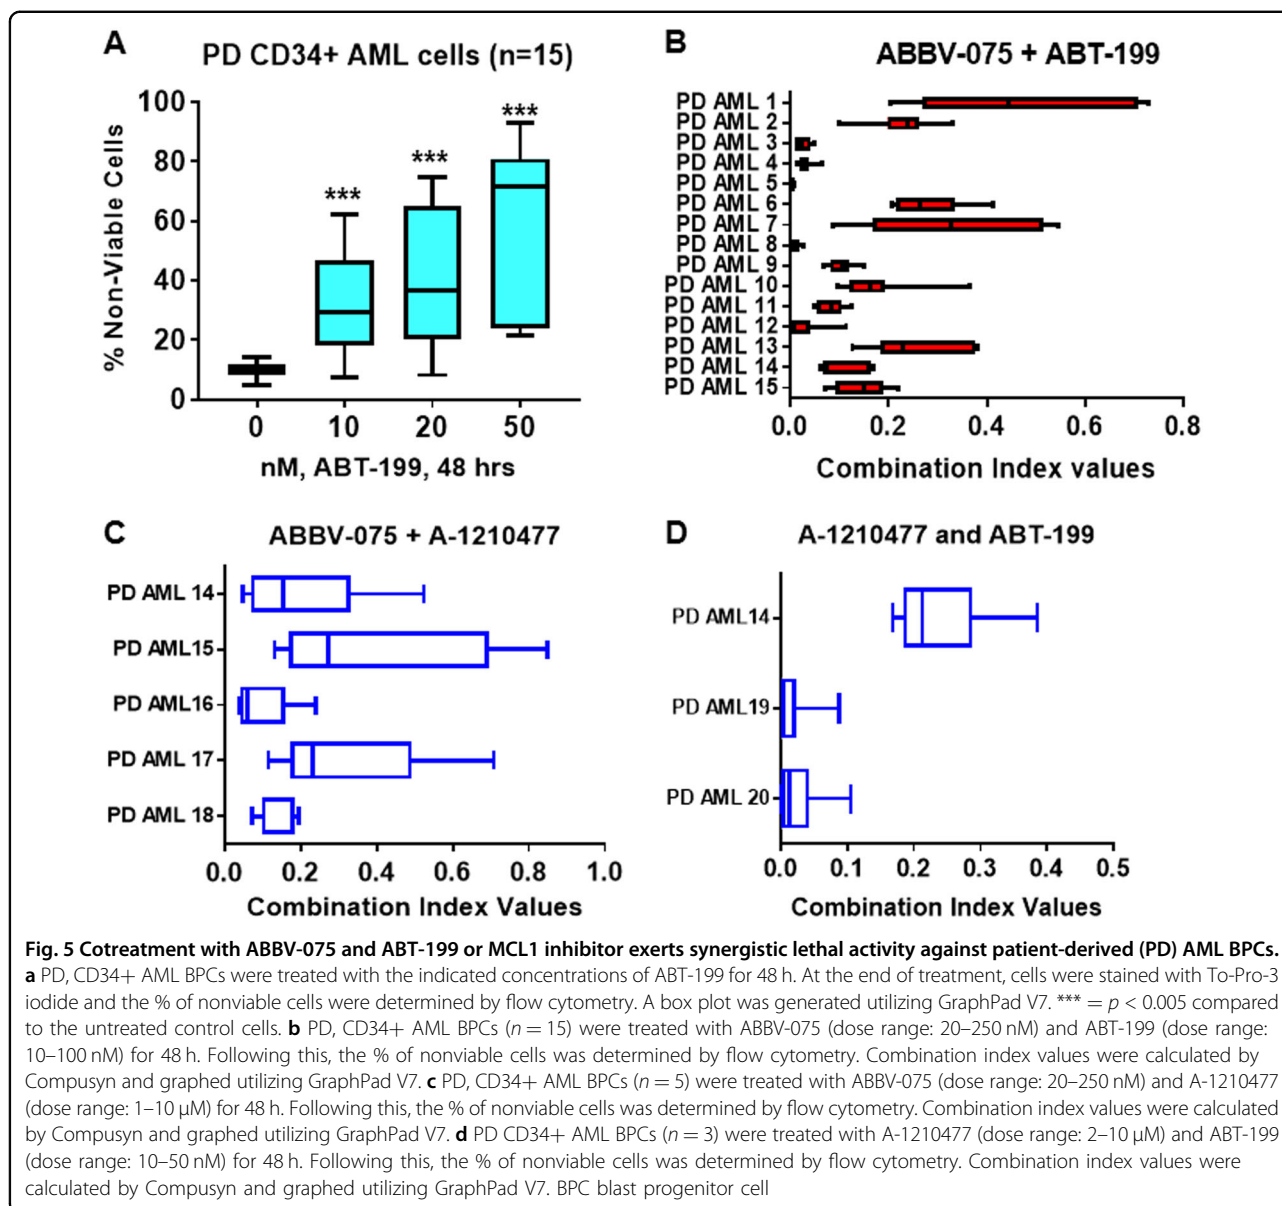 A
PD CD34+ AML cells (n=15)
% Non-Viable Cells
100
80
60
40
20
0
***
***
***
0 10 20 50
nM, ABT-199, 48 hrs
B
ABBV-075 + ABT-199
PD AML 1
PD AML 2
PD AML 3
PD AML 4
PD AML 5
PD AML 6
PD AML 7
PD AML 8
PD AML 9
PD AML 10
PD AML 11
PD AML 12
PD AML 13
PD AML 14
PD AML 15
0.0 0.2 0.4 0.6 0.8
Combination Index values
C
ABBV-075 + A-1210477
PD AML 14
PD AML15
PD AML16
PD AML 17
PD AML 18
0.0 0.2 0.4 0.6 0.8 1.0
Combination Index Values
D
A-1210477 and ABT-199
PD AML14
PD AML19
PD AML 20
0.0 0.1 0.2 0.3 0.4 0.5
Combination Index Values
Fig. 5 Cotreatment with ABBV-075 and ABT-199 or MCL1 inhibitor exerts synergistic lethal activity against patient-derived (PD) AML BPCs.
a PD, CD34+ AML BPCs were treated with the indicated concentrations of ABT-199 for 48 h. At the end of treatment, cells were stained with To-Pro-3
iodide and the % of nonviable cells were determined by flow cytometry. A box plot was generated utilizing GraphPad V7. *** = p < 0.005 compared
to the untreated control cells. b PD, CD34+ AML BPCs (n = 15) were treated with ABBV-075 (dose range: 20–250 nM) and ABT-199 (dose range:
10–100 nM) for 48 h. Following this, the % of nonviable cells was determined by flow cytometry. Combination index values were calculated by
Compusyn and graphed utilizing GraphPad V7. c PD, CD34+ AML BPCs (n = 5) were treated with ABBV-075 (dose range: 20–250 nM) and A-1210477
(dose range: 1–10 µM) for 48 h. Following this, the % of nonviable cells was determined by flow cytometry. Combination index values were calculated
by Compusyn and graphed utilizing GraphPad V7. d PD CD34+ AML BPCs (n = 3) were treated with A-1210477 (dose range: 2–10 µM) and ABT-199
(dose range: 10–50 nM) for 48 h. Following this, the % of nonviable cells was determined by flow cytometry. Combination index values were
calculated by Compusyn and graphed utilizing GraphPad V7. BPC blast progenitor cell